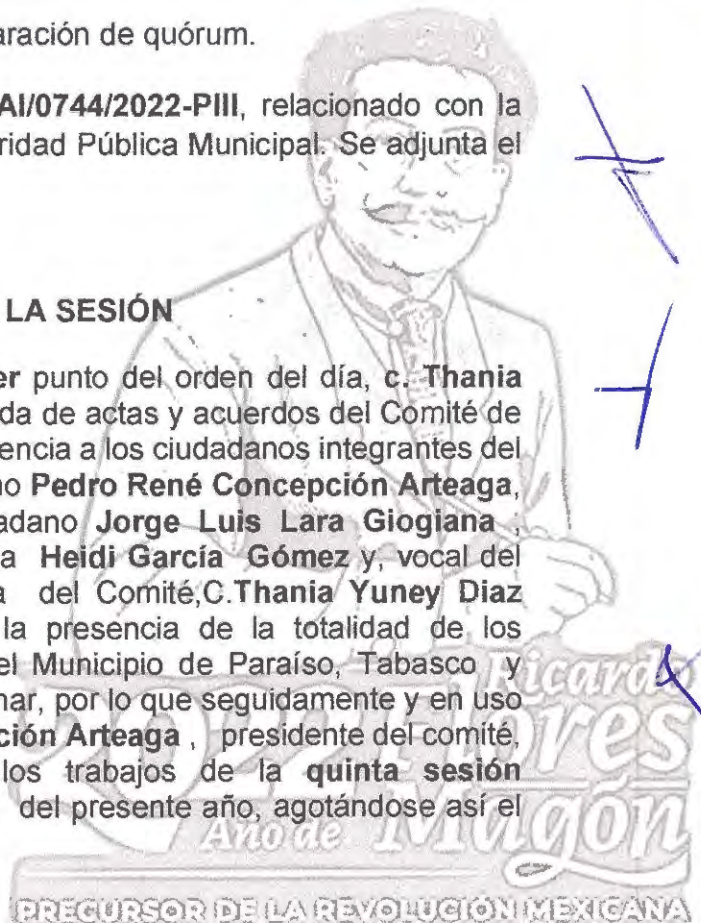 aración de quórum.
AI/0744/2022-PIII, relacionado con la
ridad Pública Municipal. Se adjunta el
LA SESIÓN
er punto del orden del día, c. Thania
da de actas y acuerdos del Comité de
encia a los ciudadanos integrantes del
no Pedro René Concepción Arteaga,
adano Jorge Luis Lara Giogiana ;
a Heidi García Gómez y, vocal del
a del Comité,C.Thania Yuney Diaz
la presencia de la totalidad de los
el Municipio de Paraíso, Tabasco y
nar, por lo que seguidamente y en uso
ción Arteaga , presidente del comité,
los trabajos de la quinta sesión
del presente año, agotándose así el
2022 Ricardo
Flores
Año de Magón
PRECURSOR DE LA REVOLUCIÓN MEXICANA